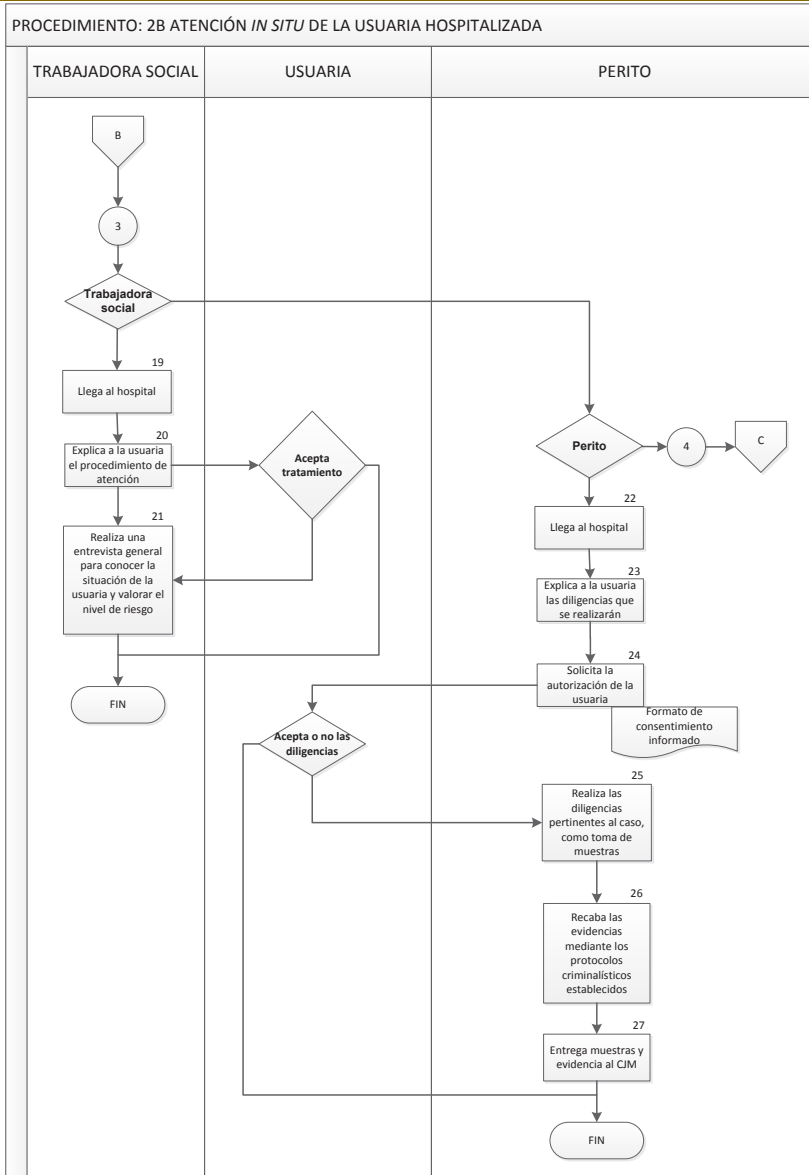 PROCEDIMIENTO: 2B ATENCIÓN IN SITU DE LA USUARIA HOSPITALIZADA
TRABAJADORA SOCIAL
USUARIA
PERITO
B
3
Trabajadora
social
19
Llega al hospital
20
Explica a la usuaria
el procedimiento de
atención
21
Realiza una
entrevista general
para conocer la
situación de la
usuaria y valorar el
nivel de riesgo
FIN
Acepta
tratamiento
Acepta o no las
diligencias
Perito
4
C
22
Llega al hospital
23
Explica a la usuaria
las diligencias que
se realizarán
24
Solicita la
autorización de la
usuaria
Formato de
consentimiento
informado
25
Realiza las
diligencias
pertinentes al caso,
como toma de
muestras
26
Recaba las
evidencias
mediante los
protocolos
criminalísticos
establecidos
27
Entrega muestras y
evidencia al CJM
FIN